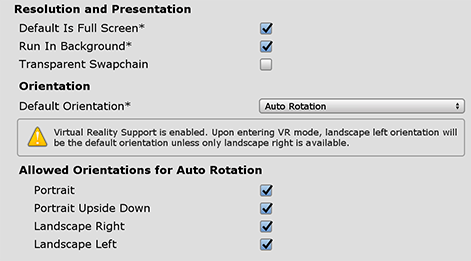 Resolution and Presentation
Default Is Full Screen*
Run In Background*
Transparent Swapchain
Orientation
Default Orientation* Auto Rotation
Virtual Reality Support is enabled. Upon entering VR mode, landscape left orientation will
be the default orientation unless only landscape right is available.
Allowed Orientations for Auto Rotation
Portrait
Portrait Upside Down
Landscape Right
Landscape Left